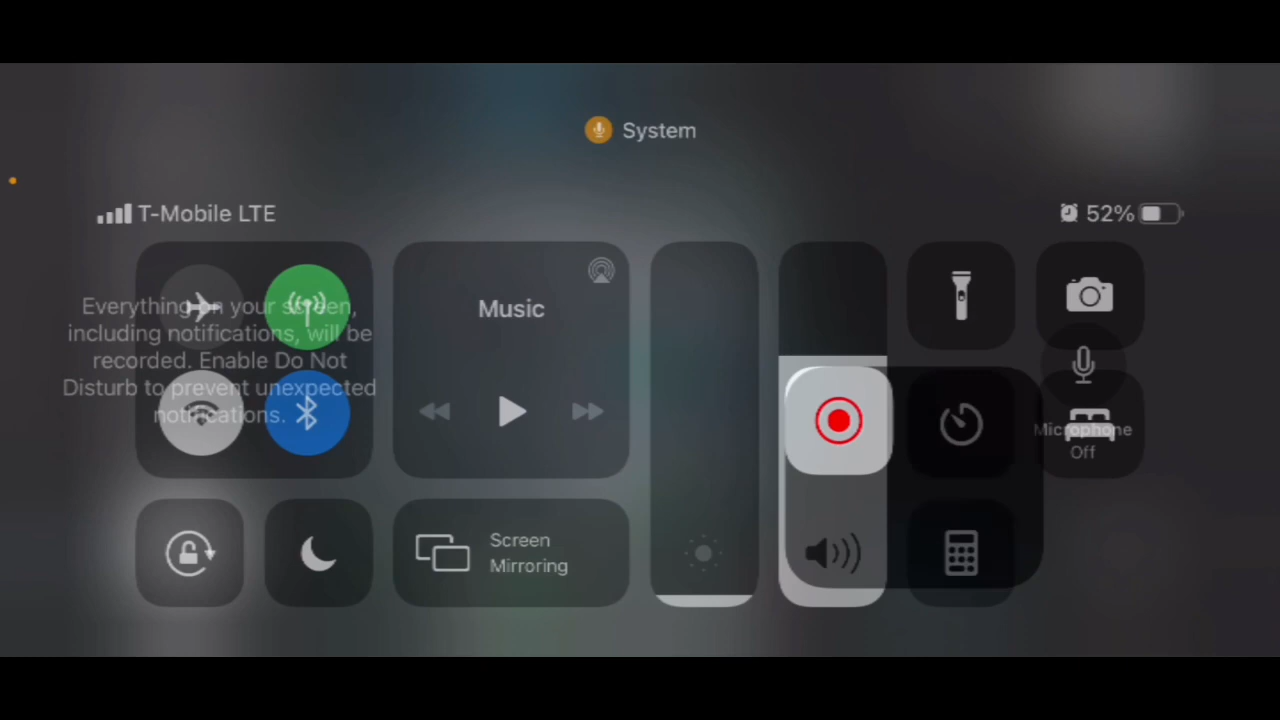 System
T-Mobile LTE
52%
Everything on your screen,
including notifications, will be
recorded. Enable Do Not
Disturb to prevent unexpected
notifications.
Music
Microphone
Off
Screen
Mirroring